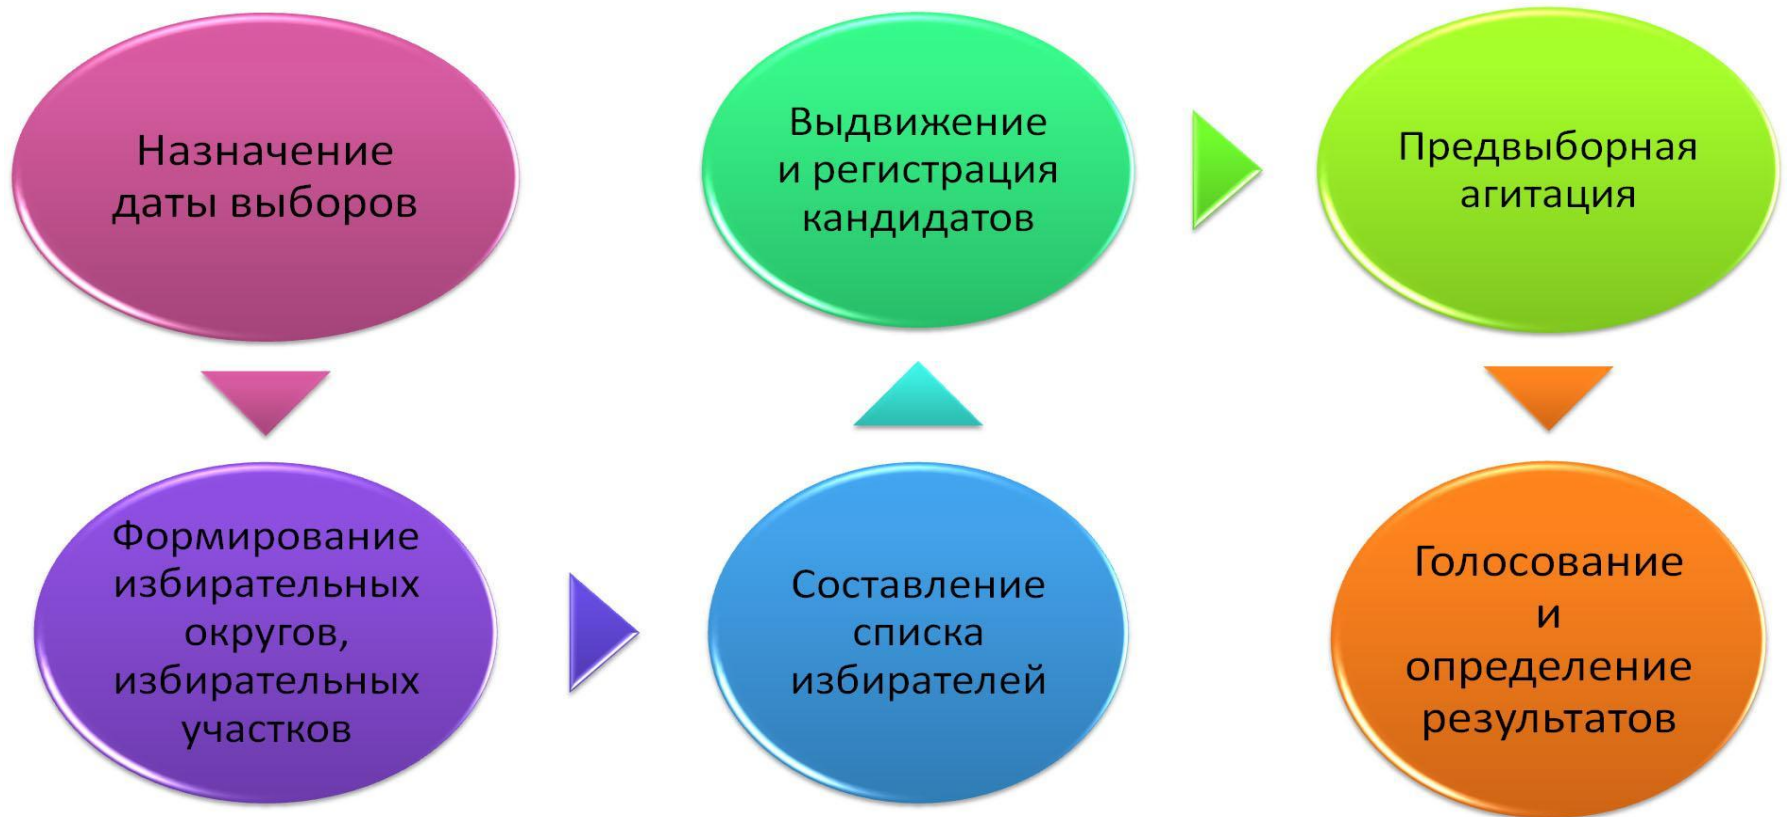 Назначение
даты выборов
Формирование
избирательных
округов,
избирательных
участков
Составление
списка
избирателей
Выдвижение
и регистрация
кандидатов
Предвыборная
агитация
Голосование
и
определение
результатов